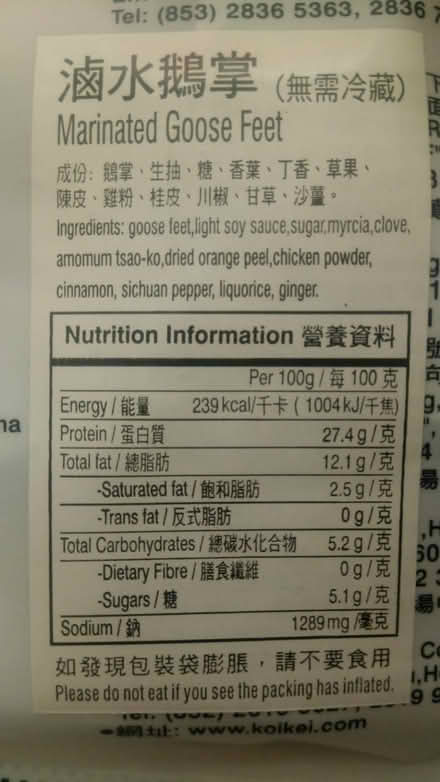 Tel: (853) 2836 5363, 2836
滷水鵝掌 (無需冷藏)
Marinated Goose Feet
成份: 鵝掌、生抽、糖、香葉、丁香、草果、
陳皮、雞粉、桂皮、川椒、甘草、沙薑。
Ingredients: goose feet,light soy sauce,sugar,myrcia,clove,
amomum tsao-ko,dried orange peel,chicken powder,
cinnamon, sichuan pepper, liquorice, ginger.
Nutrition Information 營養資料
Per 100g / 每 100 克
Energy / 能量 239 kcal/千卡 ( 1004 kJ/千焦)
Protein / 蛋白質 27.4 g / 克
Total fat / 總脂肪 12.1 g / 克
-Saturated fat / 飽和脂肪 2.5 g / 克
-Trans fat / 反式脂肪 0 g / 克
Total Carbohydrates / 總碳水化合物 5.2 g / 克
-Dietary Fibre / 膳食纖維 0 g / 克
-Sugars / 糖 5.1 g / 克
Sodium / 鈉 1289 mg /毫克
如發現包裝袋膨脹，請不要食用
Please do not eat if you see the packing has inflated.
網址: www.koikei.com